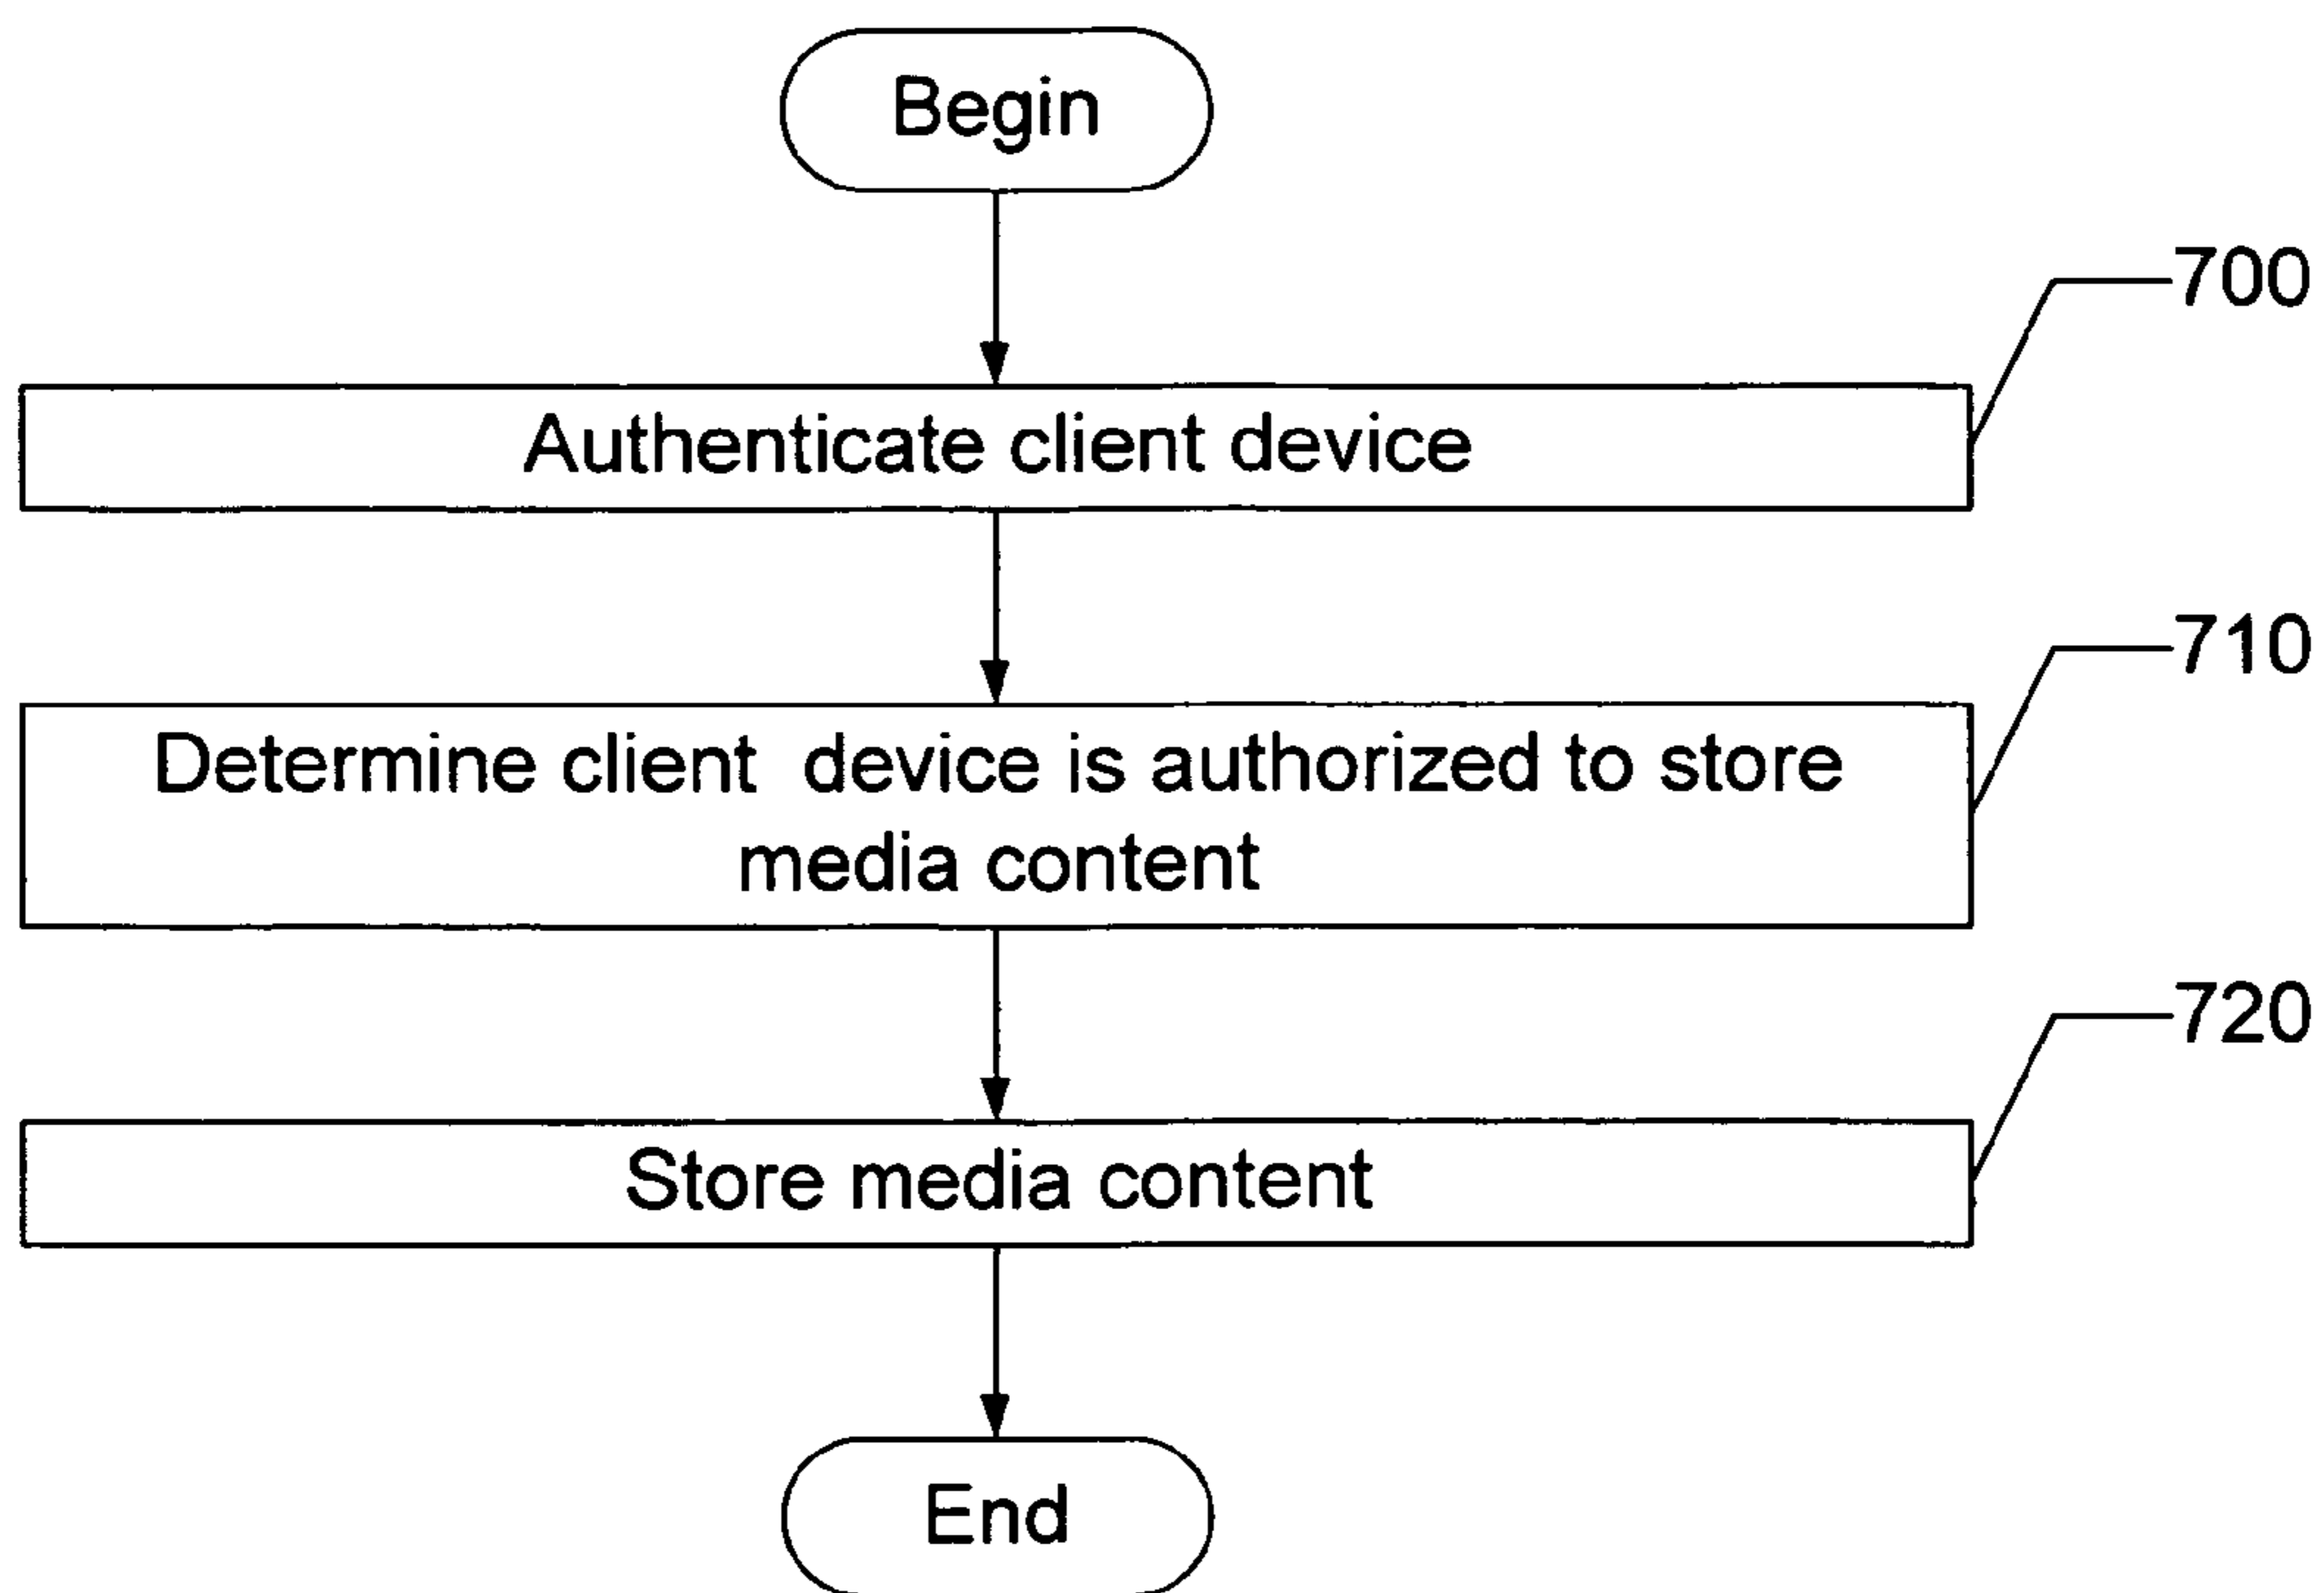 Begin
700
Authenticate client device
710
Determine client device is authorized to store
media content
720
Store media content
End